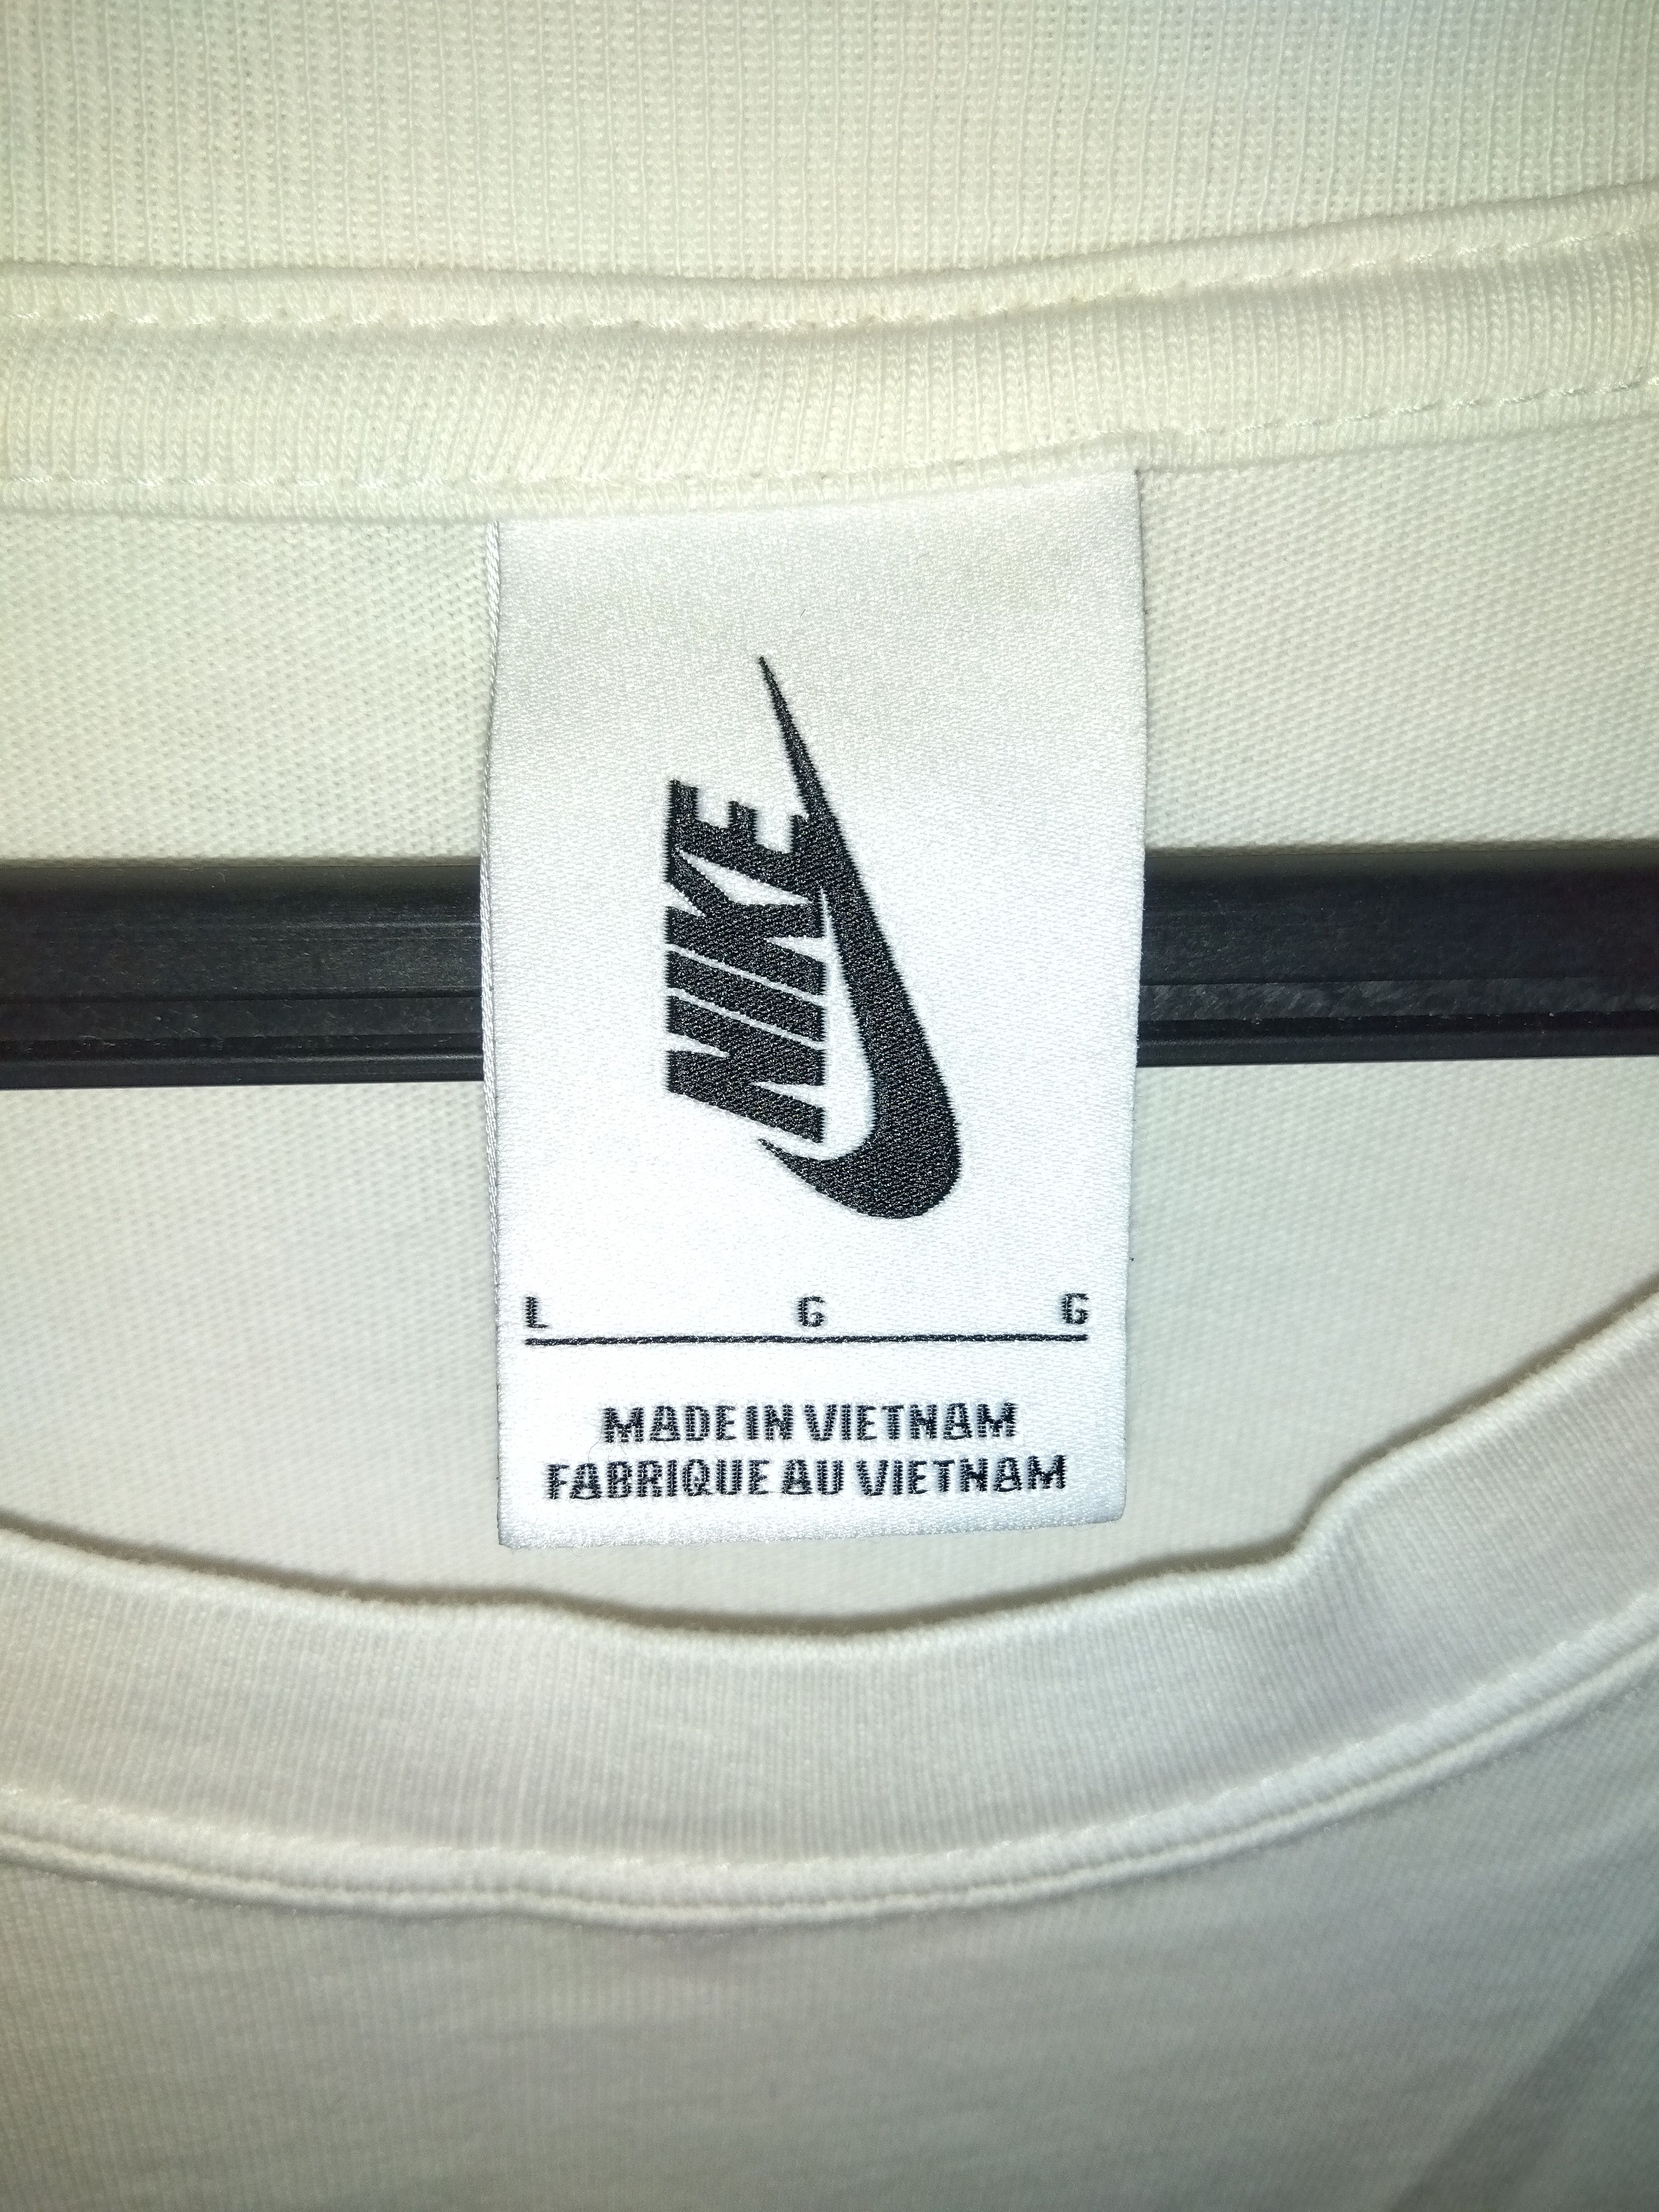 NIKE
L G G
MADE IN VIETNAM
FABRIQUE AU VIETNAM